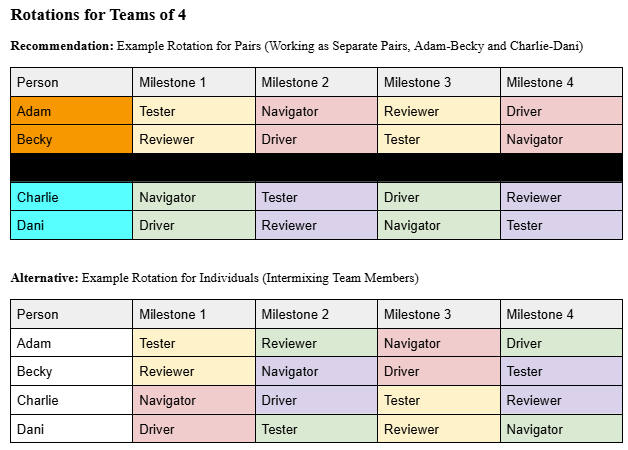 Rotations for Teams of 4
Recommendation: Example Rotation for Pairs (Working as Separate Pairs, Adam-Becky and Charlie-Dani)
Person Milestone 1 Milestone 2 Milestone 3 Milestone 4
Adam Tester Navigator Reviewer Driver
Becky Reviewer Driver Tester Navigator
Charlie Navigator Tester Driver Reviewer
Dani Driver Reviewer Navigator Tester
Alternative: Example Rotation for Individuals (Intermixing Team Members)
Person Milestone 1 Milestone 2 Milestone 3 Milestone 4
Adam Tester Reviewer Navigator Driver
Becky Reviewer Navigator Driver Tester
Charlie Navigator Driver Tester Reviewer
Dani Driver Tester Reviewer Navigator